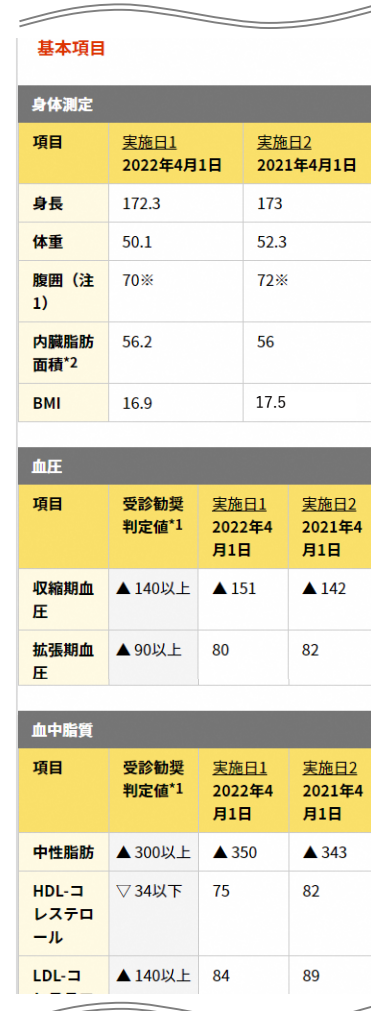 基本項目
身体測定
項目 実施日1 実施日2
2022年4月1日 2021年4月1日
身長 172.3 173
体重 50.1 52.3
腹囲（注 70※ 72※
1）
内臓脂肪 56.2 56
面積*2
BMI 16.9 17.5
血圧
項目 受診勧奨 実施日1 実施日2
判定値*1 2022年4 2021年4
月1日 月1日
収縮期血 ▲140以上 ▲151 ▲142
圧
拡張期血 ▲90以上 80 82
圧
血中脂質
項目 受診勧奨 実施日1 実施日2
判定値*1 2022年4 2021年4
月1日 月1日
中性脂肪 ▲300以上 ▲350 ▲343
HDL-コ ▽34以下 75 82
レステロ
ール
LDL-コ ▲140以上 84 89